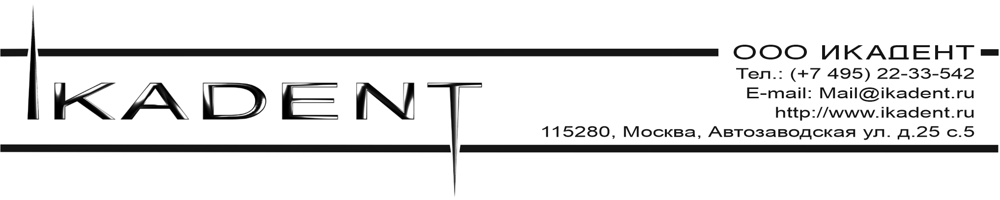 IKADENT
ООО ИКАДЕНТ
Тел.: (+7 495) 22-33-542
E-mail: Mail@ikadent.ru
http://www.ikadent.ru
115280, Москва, Автозаводская ул. д.25 с.5